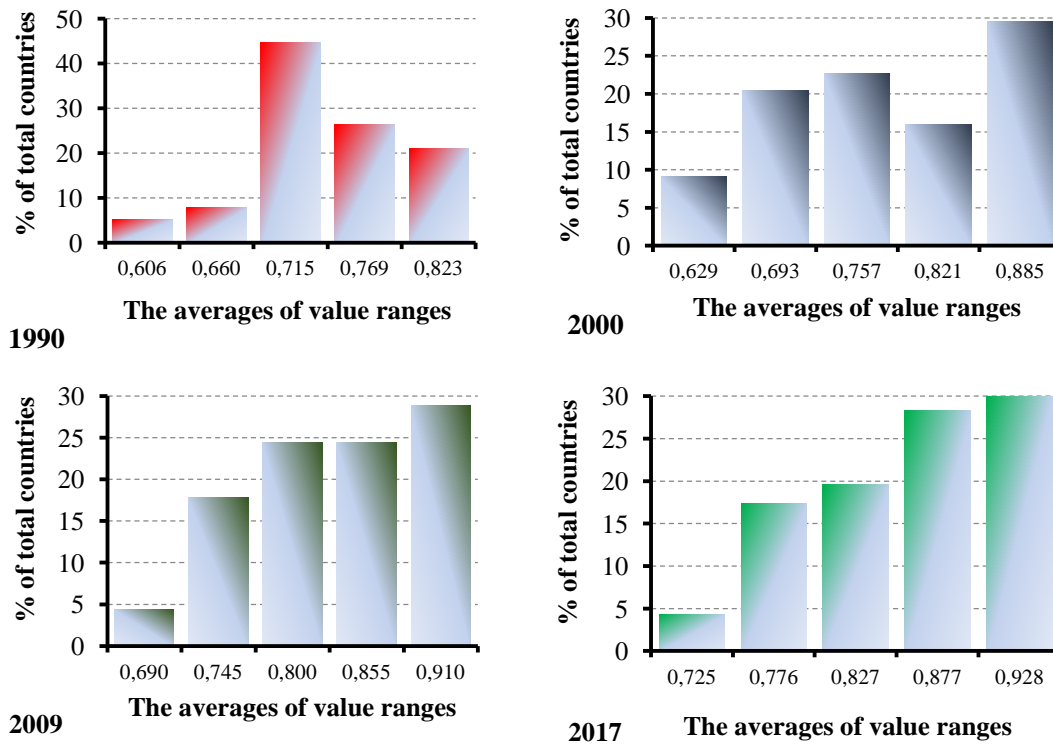 % of total countries
50
40
30
20
10
0
0,606 0,660 0,715 0,769 0,823
The averages of value ranges
1990
% of total countries
30
25
20
15
10
5
0
0,629 0,693 0,757 0,821 0,885
The averages of value ranges
2000
% of total countries
30
25
20
15
10
5
0
0,690 0,745 0,800 0,855 0,910
The averages of value ranges
2009
% of total countries
30
25
20
15
10
5
0
0,725 0,776 0,827 0,877 0,928
The averages of value ranges
2017